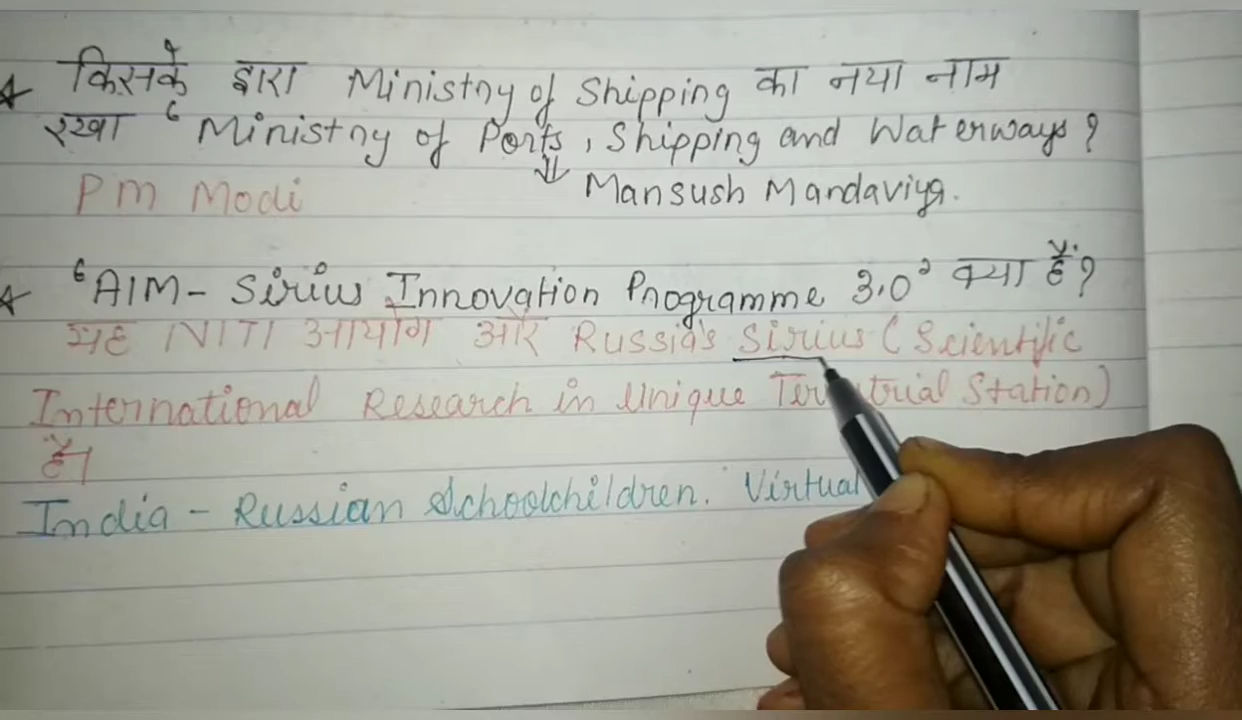 किसके द्वारा Ministry of Shipping का नया नाम
रखा 'Ministry of Ports, Shipping and Waterways?
PM Modi
Mansush Mandaviya.
'AIM- Sirius Innovation Programme 3.0' क्या हैं?
यह NITI आयोग और Russia's Sirius (Scientific
International Research in Unique Station)
हैं।
India - Russian Schoolchildren. Virtual